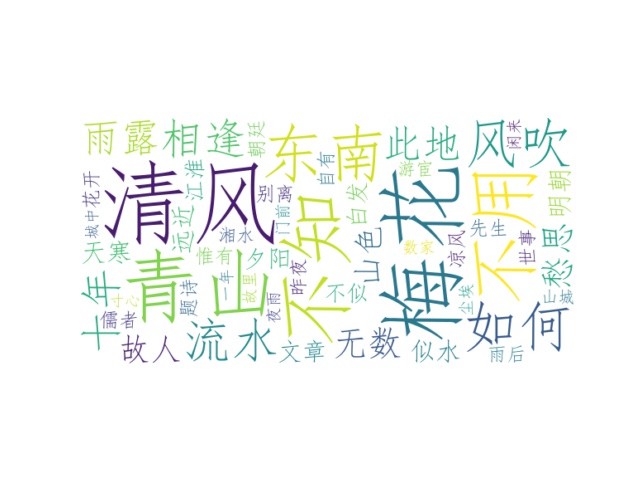 雨露
相逢
朝廷
东南
此地
风吹
闲来
清风
花开
城中
江淮
远近
别离
自有
门前
白发
游宦
不知
梅花
不用
明朝
天寒
湘水
惟有
夕阳
青山
昨夜
山色
数家
凉风
先生
世事
愁思
十年
寸心
儒者
题诗
一年
故里
夜雨
不似
尘埃
故人
流水
文章
无数
似水
如何
雨后